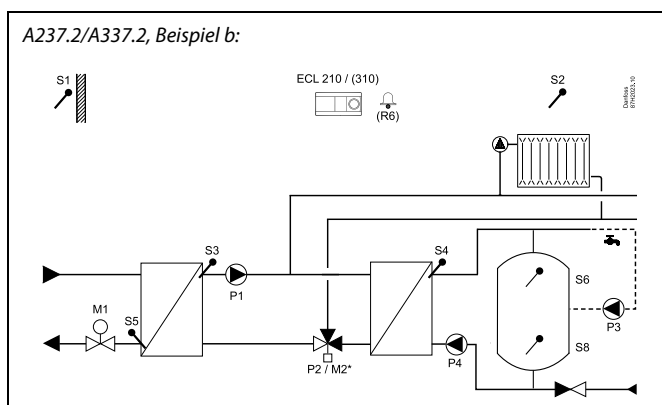 A237.2/A337.2, Beispiel b:
S1
ECL 210 / (310)
(R6)
S2
Danfoss
87H2023.10
S3
P1
S4
S6
S8
P3
M1
S5
P2 / M2*
P4